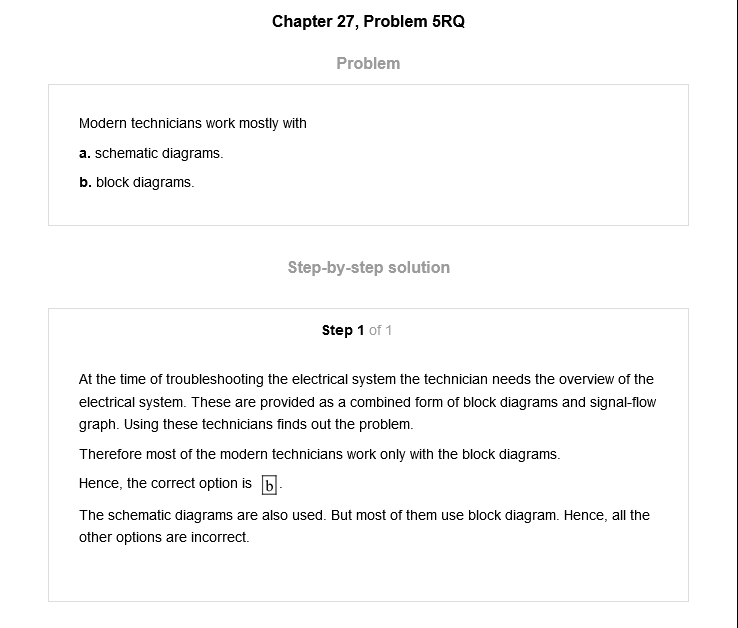 Chapter 27, Problem 5RQ
Problem
Modern technicians work mostly with
a. schematic diagrams.
b. block diagrams.
Step-by-step solution
Step 1 of 1
At the time of troubleshooting the electrical system the technician needs the overview of the
electrical system. These are provided as a combined form of block diagrams and signal-flow
graph. Using these technicians finds out the problem.
Therefore most of the modern technicians work only with the block diagrams.
Hence, the correct option is b.
The schematic diagrams are also used. But most of them use block diagram. Hence, all the
other options are incorrect.